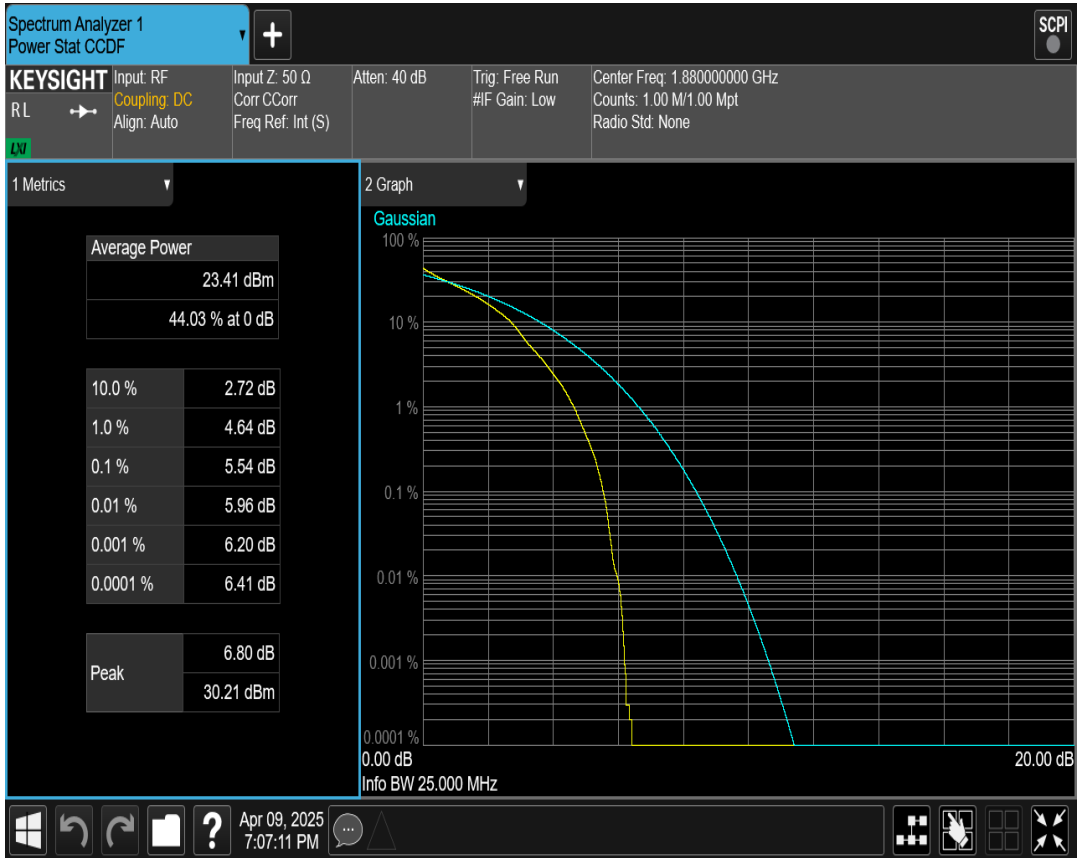 Spectrum Analyzer 1
Power Stat CCDF
SCPI
KEYSIGHT
R L
LXI
Input: RF
Coupling: DC
Align: Auto
Input Z: 50 Ω
Corr CCorr
Freq Ref: Int (S)
Atten: 40 dB
Trig: Free Run
#IF Gain: Low
Center Freq: 1.880000000 GHz
Counts: 1.00 M/1.00 Mpt
Radio Std: None
1 Metrics
Average Power
23.41 dBm
44.03 % at 0 dB
10.0 % 2.72 dB
1.0 % 4.64 dB
0.1 % 5.54 dB
0.01 % 5.96 dB
0.001 % 6.20 dB
0.0001 % 6.41 dB
Peak
6.80 dB
30.21 dBm
2 Graph
Gaussian
100 %
10 %
1 %
0.1 %
0.01 %
0.001 %
0.0001 %
0.00 dB 20.00 dB
Info BW 25.000 MHz
?
Apr 09, 2025
7:07:11 PM